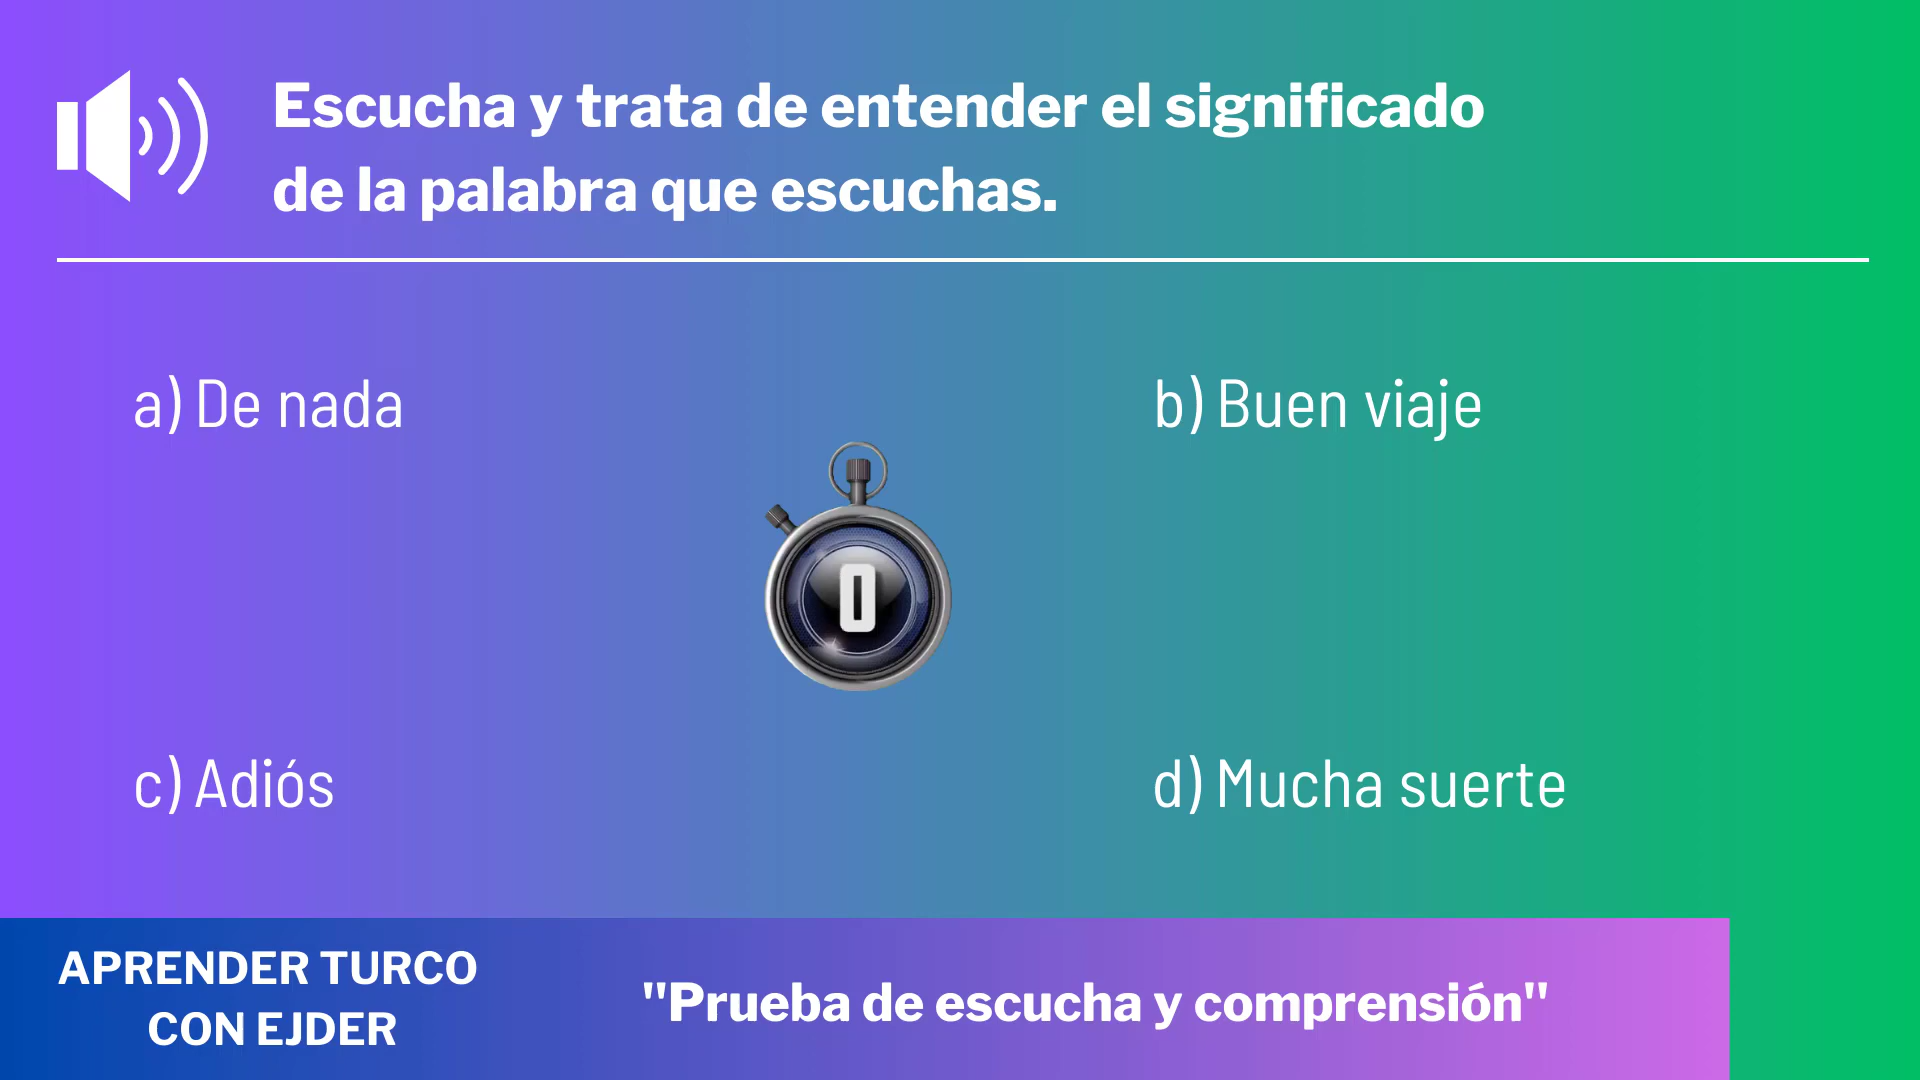 Escucha y trata de entender el significado
de la palabra que escuchas.
a) De nada
b) Buen viaje
0
c) Adiós
d) Mucha suerte
APRENDER TURCO
CON EJDER
"Prueba de escucha y comprensión"